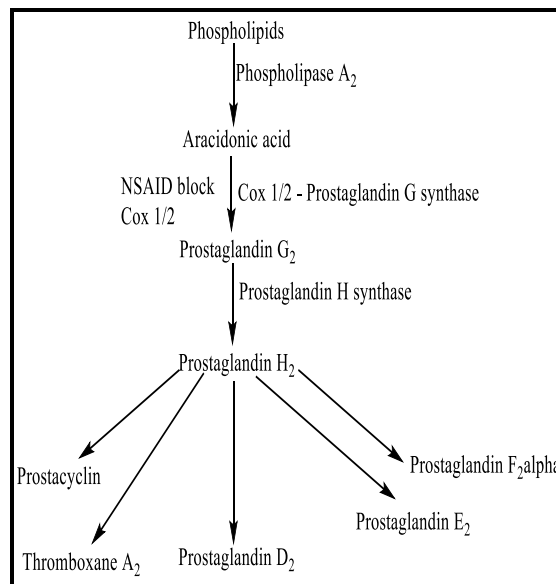 Phospholipids
Phospholipase A₂
Aracidonic acid
NSAID block
Cox 1/2
Cox 1/2 - Prostaglandin G synthase
Prostaglandin G₂
Prostaglandin H synthase
Prostaglandin H₂
Prostacyclin
Prostaglandin F₂alpha
Prostaglandin E₂
Thromboxane A₂
Prostaglandin D₂